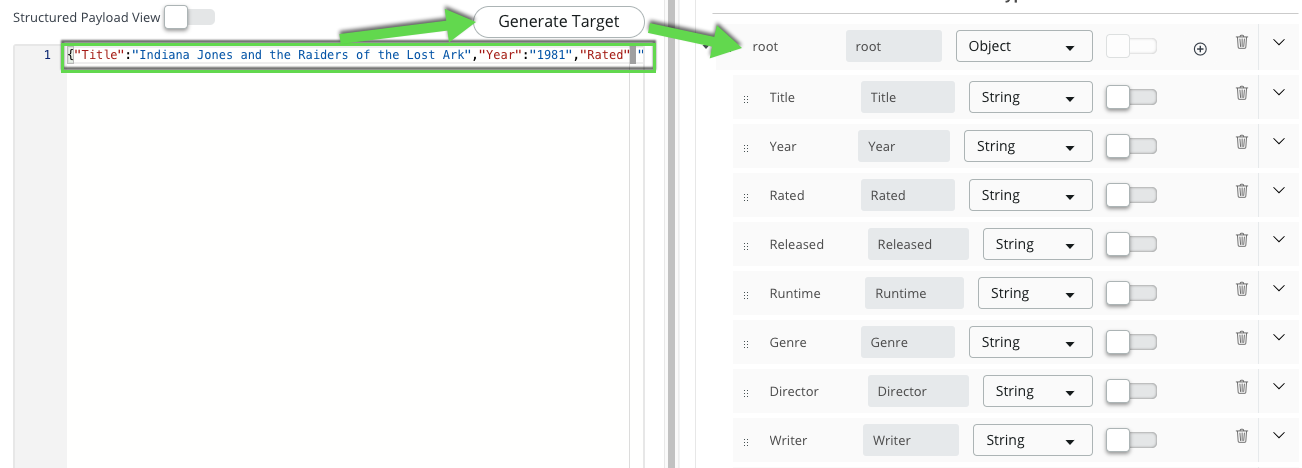 Structured Payload View
Generate Target
1 {"Title":"Indiana Jones and the Raiders of the Lost Ark","Year":"1981","Rated" "
root root Object
Title Title String
Year Year String
Rated Rated String
Released Released String
Runtime Runtime String
Genre Genre String
Director Director String
Writer Writer String